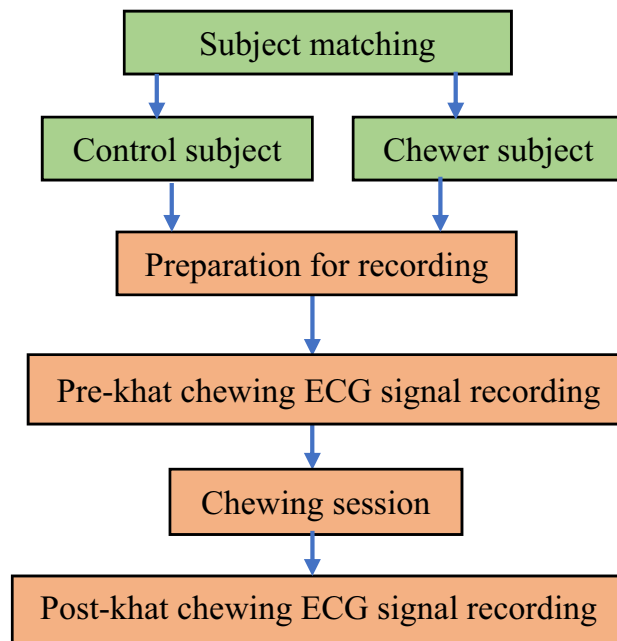 Subject matching
Control subject
Chewer subject
Preparation for recording
Pre-khat chewing ECG signal recording
Chewing session
Post-khat chewing ECG signal recording